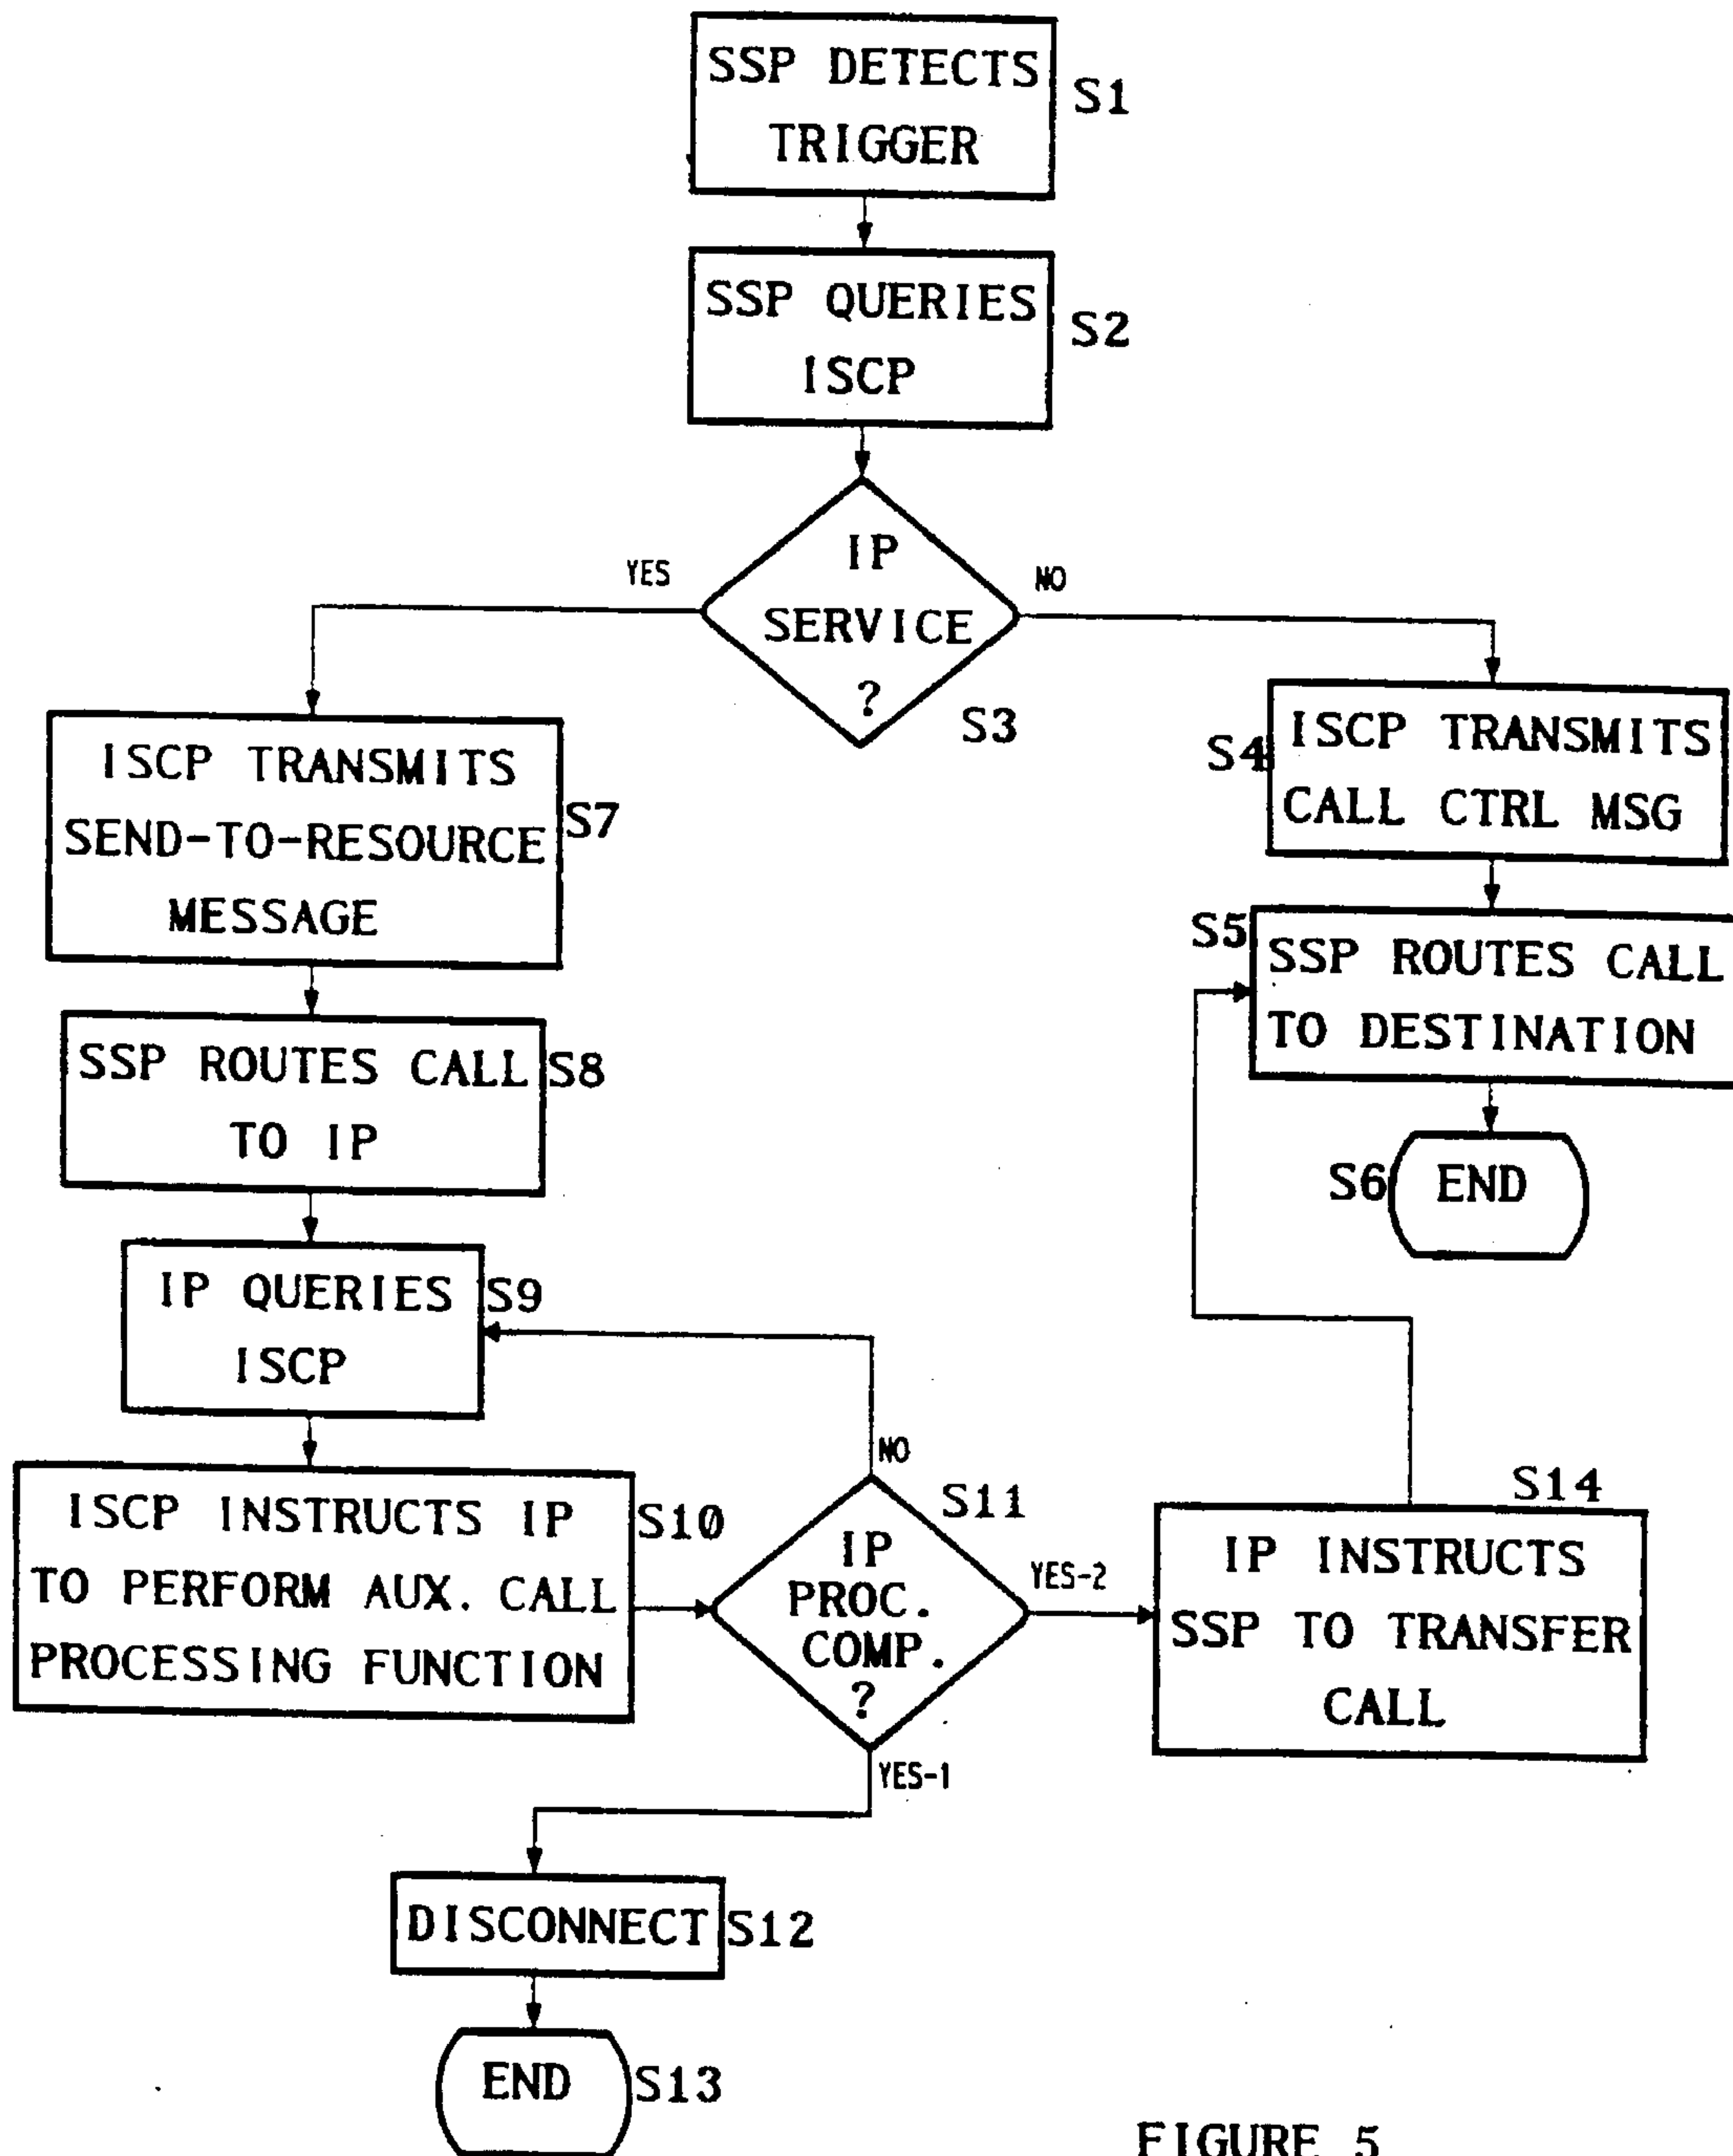 SSP DETECTS
TRIGGER
S1
SSP QUERIES
ISCP
S2
IP
SERVICE
?
S3
YES
NO
ISCP TRANSMITS
SEND-TO-RESOURCE
MESSAGE
S7
S4
ISCP TRANSMITS
CALL CTRL MSG
S5
SSP ROUTES CALL
TO DESTINATION
SSP ROUTES CALL
TO IP
S8
S6
END
IP QUERIES
ISCP
S9
NO
ISCP INSTRUCTS IP
TO PERFORM AUX. CALL
PROCESSING FUNCTION
S10
S11
IP
PROC.
COMP.
?
YES-2
S14
IP INSTRUCTS
SSP TO TRANSFER
CALL
YES-1
DISCONNECT
S12
END
S13
FIGURE 5